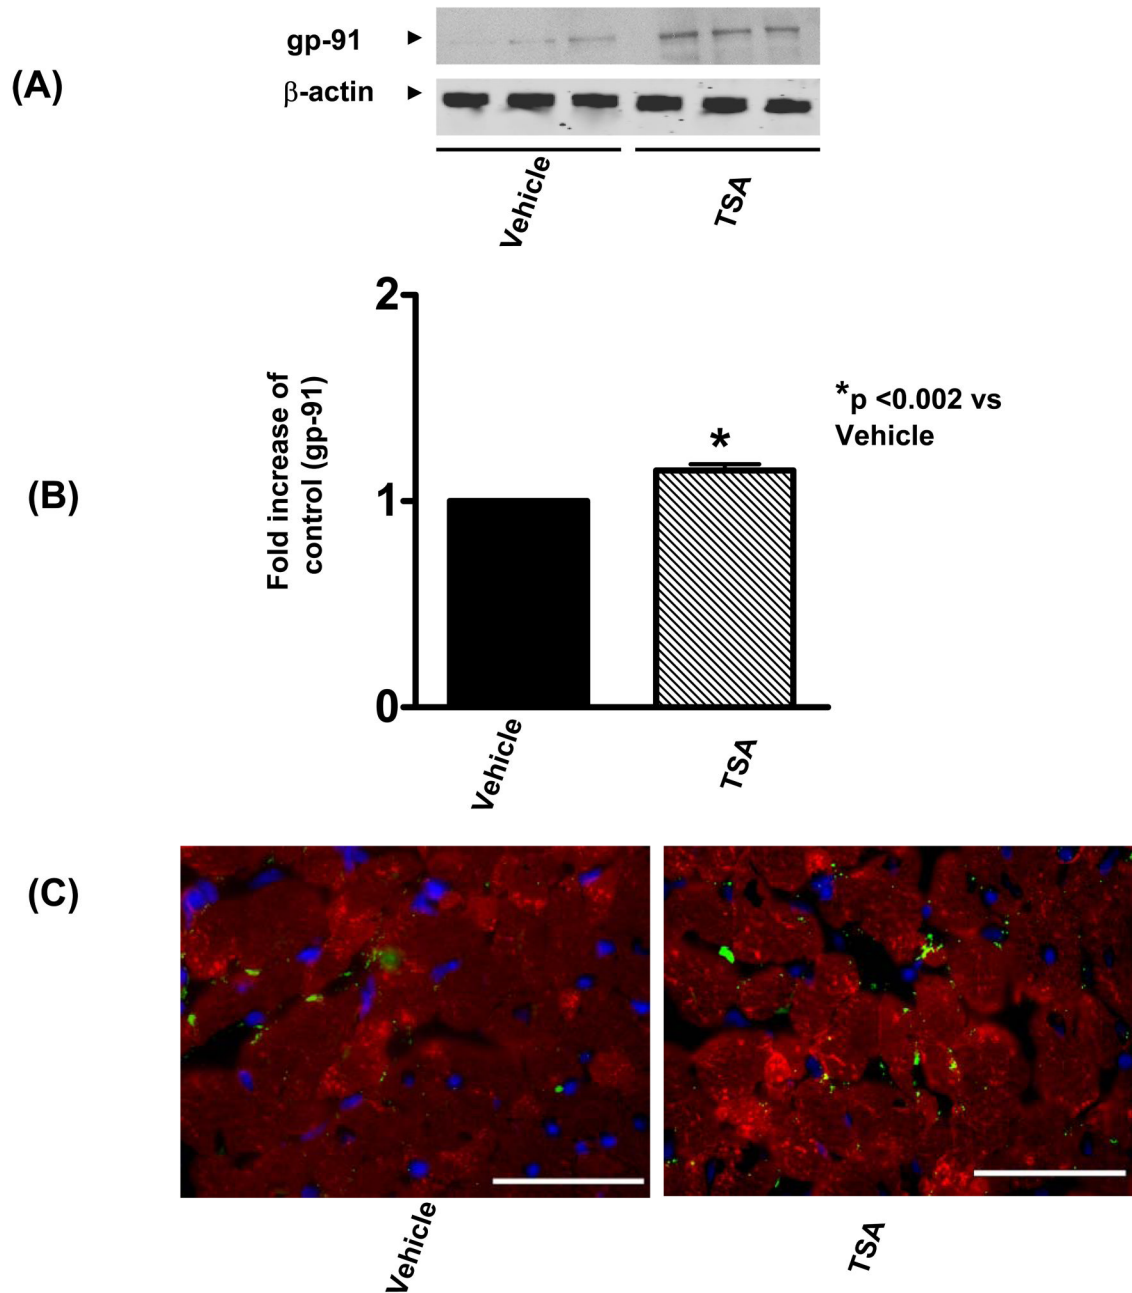 (A)
gp-91
β-actin
Vehicle
TSA
(B)
Fold increase of
control (gp-91)
2
1
0
*
*p <0.002 vs
Vehicle
Vehicle
TSA
(C)
Vehicle
TSA